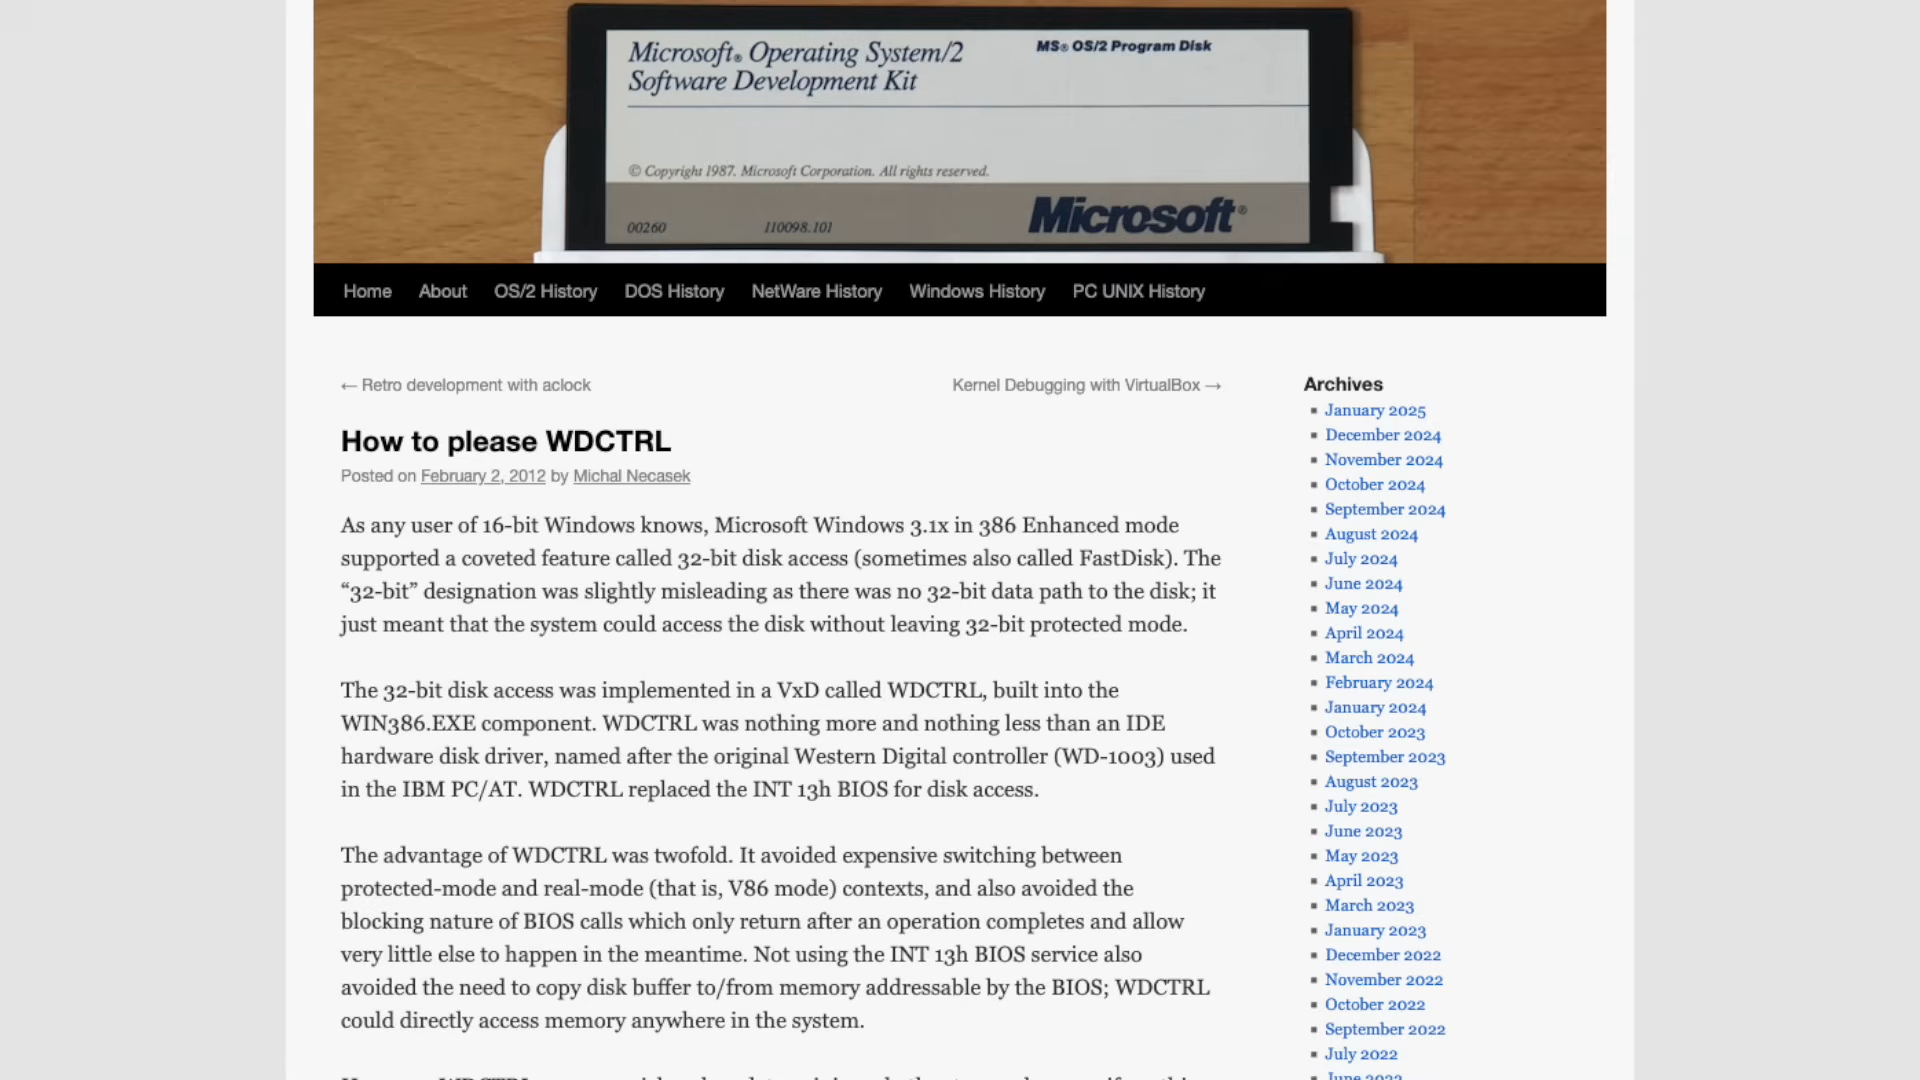 Microsoft® Operating System/2
Software Development Kit
MS® OS/2 Program Disk
© Copyright 1987. Microsoft Corporation. All rights reserved.
00260 110098.101
Microsoft®
Home About OS/2 History DOS History NetWare History Windows History PC UNIX History
← Retro development with aclock
Kernel Debugging with VirtualBox →
How to please WDCTRL
Posted on February 2, 2012 by Michal Necasek
As any user of 16-bit Windows knows, Microsoft Windows 3.1x in 386 Enhanced mode
supported a coveted feature called 32-bit disk access (sometimes also called FastDisk). The
“32-bit” designation was slightly misleading as there was no 32-bit data path to the disk; it
just meant that the system could access the disk without leaving 32-bit protected mode.
The 32-bit disk access was implemented in a VxD called WDCTRL, built into the
WIN386.EXE component. WDCTRL was nothing more and nothing less than an IDE
hardware disk driver, named after the original Western Digital controller (WD-1003) used
in the IBM PC/AT. WDCTRL replaced the INT 13h BIOS for disk access.
The advantage of WDCTRL was twofold. It avoided expensive switching between
protected-mode and real-mode (that is, V86 mode) contexts, and also avoided the
blocking nature of BIOS calls which only return after an operation completes and allow
very little else to happen in the meantime. Not using the INT 13h BIOS service also
avoided the need to copy disk buffer to/from memory addressable by the BIOS; WDCTRL
could directly access memory anywhere in the system.
Archives
January 2025
December 2024
November 2024
October 2024
September 2024
August 2024
July 2024
June 2024
May 2024
April 2024
March 2024
February 2024
January 2024
October 2023
September 2023
August 2023
July 2023
June 2023
May 2023
April 2023
March 2023
January 2023
December 2022
November 2022
October 2022
September 2022
July 2022
June 2022